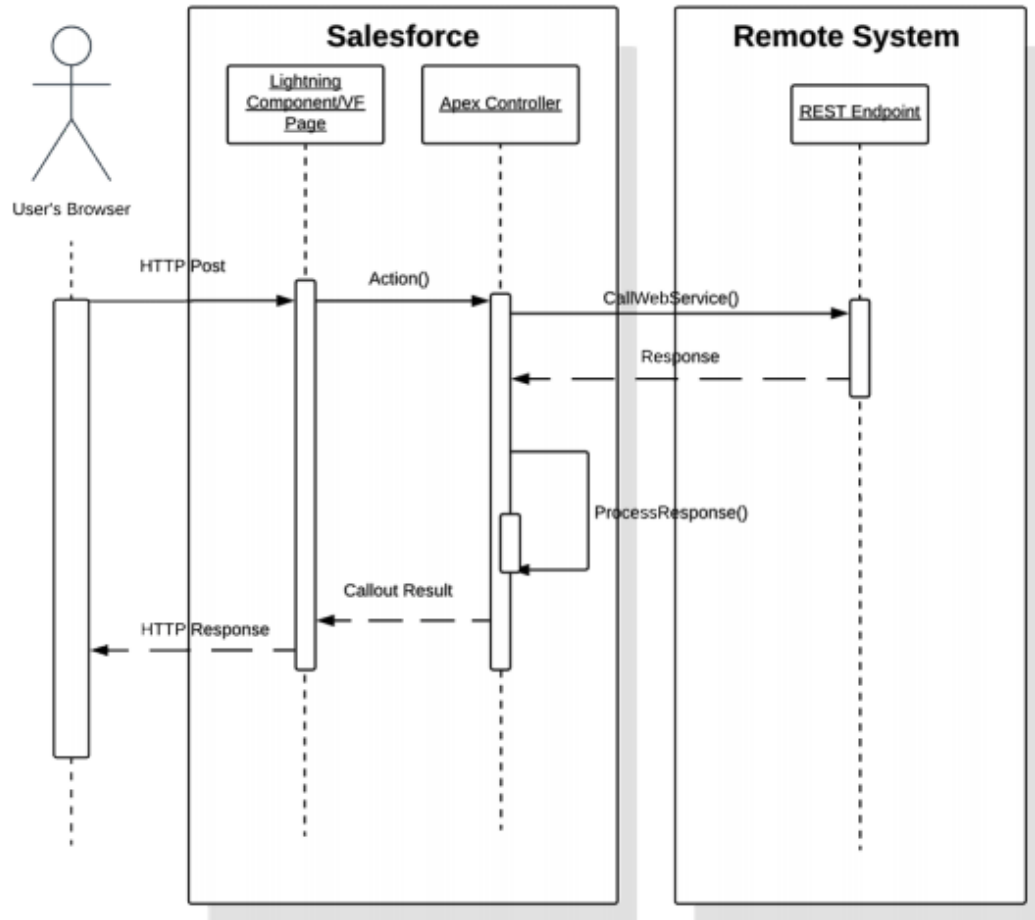 Salesforce
Remote System
Lightning
Component/VF
Page
Apex Controller
REST Endpoint
User's Browser
HTTP Post
Action()
CallWebService()
Response
ProcessResponse()
Callout Result
HTTP Response